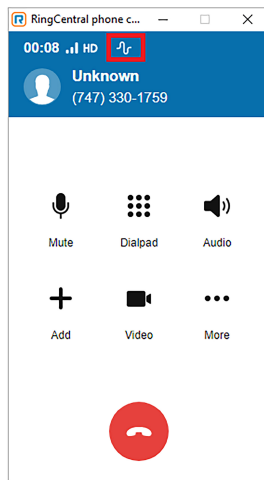 RingCentral phone c...
00:08 HD
Unknown
(747) 330-1759
Mute Dialpad Audio
Add Video More